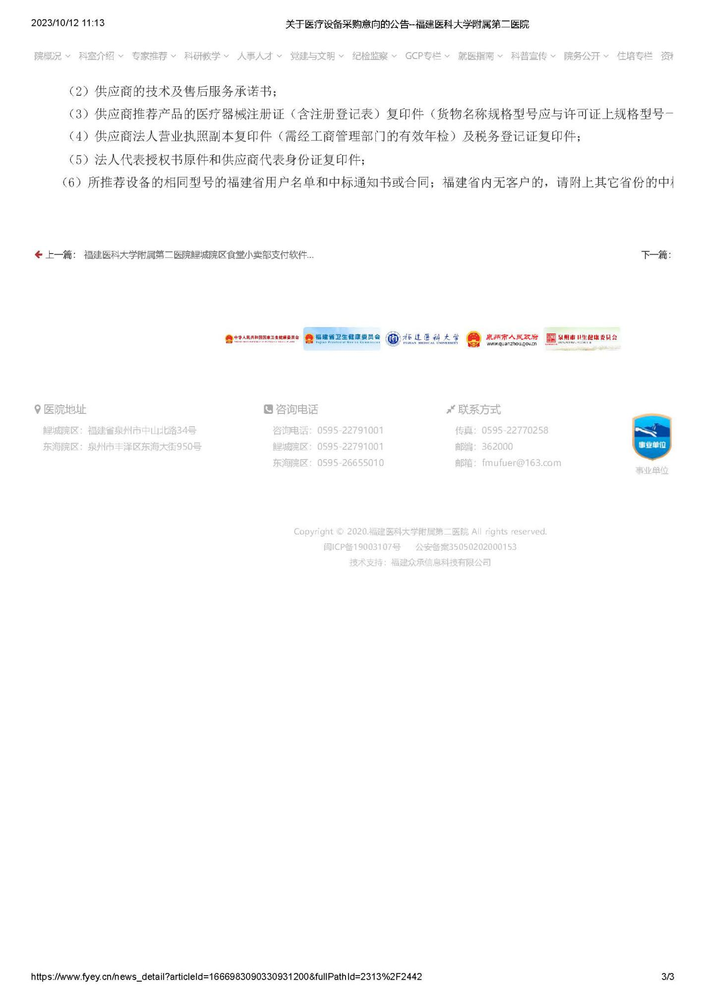 2023/10/12 11:13
关于医疗设备采购意向的公告--福建医科大学附属第二医院
院概况 科室介绍 专家推荐 科研教学 人事人才 党建与文明 纪检监察 GCP专栏 就医指南 科普宣传 院务公开 住培专栏 资
（2）供应商的技术及售后服务承诺书；
（3）供应商推荐产品的医疗器械注册证（含注册登记表）复印件（货物名称规格型号应与许可证上规格型号一
（4）供应商法人营业执照副本复印件（需经工商管理部门的有效年检）及税务登记证复印件；
（5）法人代表授权书原件和供应商代表身份证复印件；
（6）所推荐设备的相同型号的福建省用户名单和中标通知书或合同；福建省内无客户的，请附上其它省份的中
上一篇： 福建医科大学附属第二医院鲤城院区食堂小卖部支付软件...
下一篇：
中华人民共和国国家卫生健康委员会
福建省卫生健康委员会
Fujian Provincial Health Commission
福建医科大学
FUJIAN MEDICAL UNIVERSITY
泉州市人民政府
www.quanzhou.gov.cn
泉州市卫生健康委员会
医院地址
鲤城院区：福建省泉州市中山北路34号
东海院区：泉州市丰泽区东海大街950号
咨询电话
咨询电话：0595-22791001
鲤城院区：0595-22791001
东海院区：0595-26655010
联系方式
传真：0595-22770258
邮编：362000
邮箱：fmufuer@163.com
事业单位
事业单位
Copyright © 2020.福建医科大学附属第二医院 All rights reserved.
闽ICP备19003107号 公安备案35050202000153
技术支持：福建众承信息科技有限公司
https://www.fyey.cn/news_detail?articleId=1666983090330931200&fullPathId=2313%2F2442
3/3